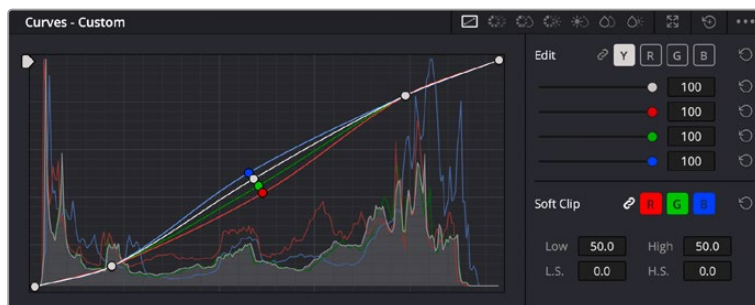 Curves - Custom
Edit Y R G B
100
100
100
100
Soft Clip R G B
Low 50.0 High 50.0
L.S. 0.0 H.S. 0.0